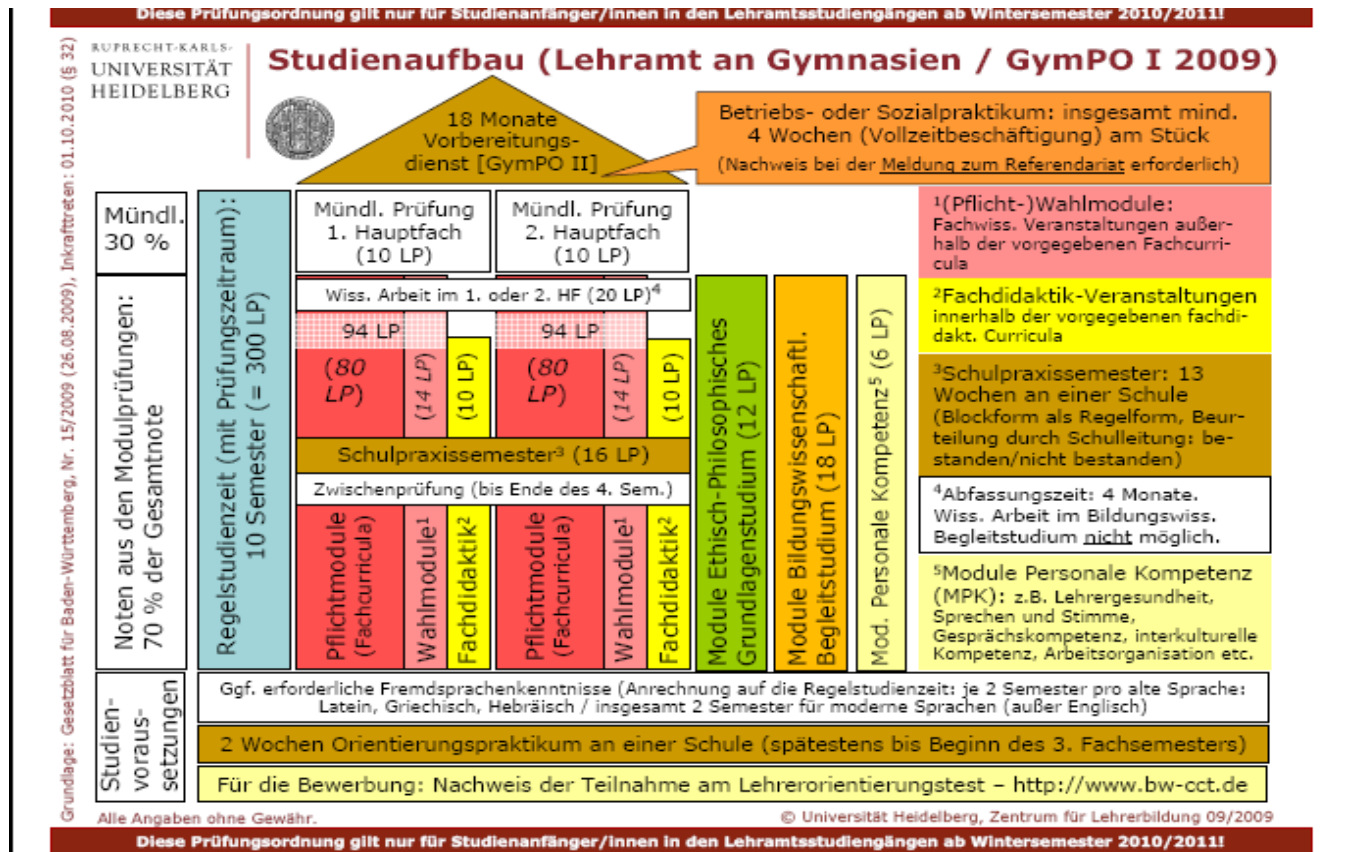 Diese Prüfungsordnung gilt nur für Studienanfänger/innen in den Lehramtsstudiengängen ab Wintersemester 2010/2011!
Grundlage: Gesetzblatt für Baden-Württemberg, Nr. 15/2009 (26.08.2009), Inkrafttreten: 01.10.2010 (§ 32)
RUPRECHT-KARLS-
UNIVERSITÄT
HEIDELBERG
Studienaufbau (Lehramt an Gymnasien / GymPO I 2009)
18 Monate
Vorbereitungs-
dienst [GymPO II]
Betriebs- oder Sozialpraktikum: insgesamt mind.
4 Wochen (Vollzeitbeschäftigung) am Stück
(Nachweis bei der Meldung zum Referendariat erforderlich)
Mündl.
30 %
Noten aus den Modulprüfungen:
70 % der Gesamtnote
Regelstudienzeit (mit Prüfungszeitraum):
10 Semester (= 300 LP)
Mündl. Prüfung
1. Hauptfach
(10 LP)
Mündl. Prüfung
2. Hauptfach
(10 LP)
Wiss. Arbeit im 1. oder 2. HF (20 LP)⁴
94 LP
(80
LP)
(14 LP)
(10 LP)
94 LP
(80
LP)
(14 LP)
(10 LP)
Schulpraxissemester³ (16 LP)
Zwischenprüfung (bis Ende des 4. Sem.)
Pflichtmodule
(Fachcurricula)
Wahlmodule¹
Fachdidaktik²
Pflichtmodule
(Fachcurricula)
Wahlmodule¹
Fachdidaktik²
Module Ethisch-Philosophisches
Grundlagenstudium (12 LP)
Module Bildungswissenschaftl.
Begleitstudium (18 LP)
Mod. Personale Kompetenz⁵ (6 LP)
¹(Pflicht-)Wahlmodule:
Fachwiss. Veranstaltungen außer-
halb der vorgegebenen Fachcurri-
cula
²Fachdidaktik-Veranstaltungen
innerhalb der vorgegebenen fachdi-
dakt. Curricula
³Schulpraxissemester: 13
Wochen an einer Schule
(Blockform als Regelform, Beur-
teilung durch Schulleitung: be-
standen/nicht bestanden)
⁴Abfassungszeit: 4 Monate.
Wiss. Arbeit im Bildungswiss.
Begleitstudium nicht möglich.
⁵Module Personale Kompetenz
(MPK): z.B. Lehrergesundheit,
Sprechen und Stimme,
Gesprächskompetenz, interkulturelle
Kompetenz, Arbeitsorganisation etc.
Studien-
voraus-
setzungen
Ggf. erforderliche Fremdsprachenkenntnisse (Anrechnung auf die Regelstudienzeit: je 2 Semester pro alte Sprache:
Latein, Griechisch, Hebräisch / insgesamt 2 Semester für moderne Sprachen (außer Englisch)
2 Wochen Orientierungspraktikum an einer Schule (spätestens bis Beginn des 3. Fachsemesters)
Für die Bewerbung: Nachweis der Teilnahme am Lehrerorientierungstest – http://www.bw-cct.de
Alle Angaben ohne Gewähr.
© Universität Heidelberg, Zentrum für Lehrerbildung 09/2009
Diese Prüfungsordnung gilt nur für Studienanfänger/innen in den Lehramtsstudiengängen ab Wintersemester 2010/2011!